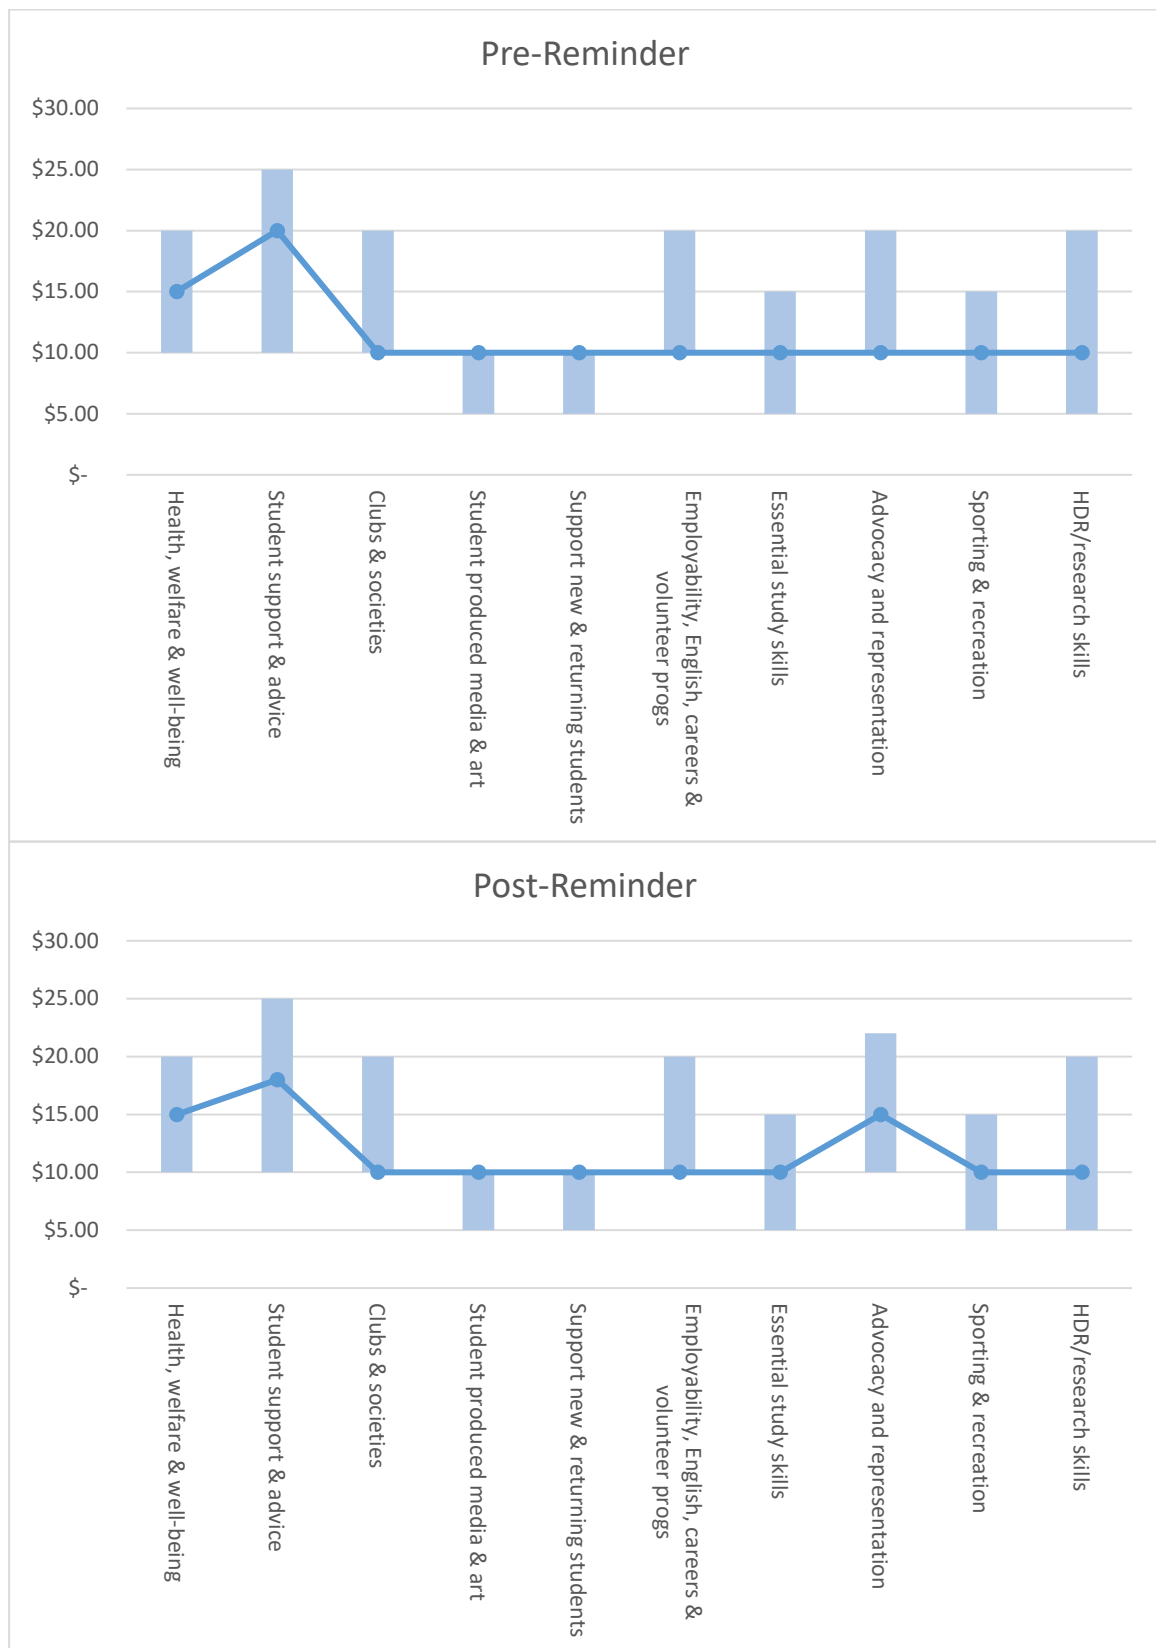 Pre-Reminder
$30.00
$25.00
$20.00
$15.00
$10.00
$5.00
$-
Health, welfare & well-being
Student support & advice
Clubs & societies
Student produced media & art
Support new & returning students
Employability, English, careers &
volunteer progs
Essential study skills
Advocacy and representation
Sporting & recreation
HDR/research skills
Post-Reminder
$30.00
$25.00
$20.00
$15.00
$10.00
$5.00
$-
Health, welfare & well-being
Student support & advice
Clubs & societies
Student produced media & art
Support new & returning students
Employability, English, careers &
volunteer progs
Essential study skills
Advocacy and representation
Sporting & recreation
HDR/research skills